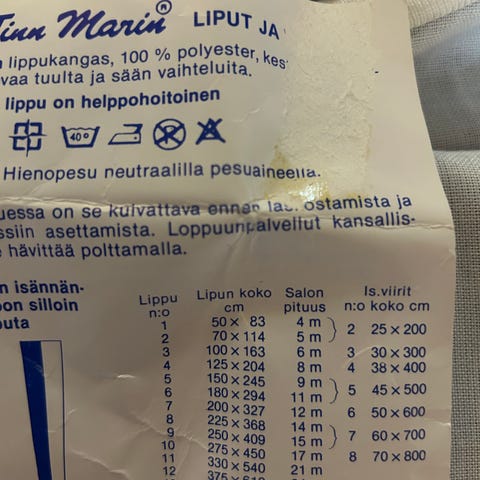 Finn Marin® LIPUT JA
lippukangas, 100 % polyester, kes
vaa tuulta ja sään vaihteluita.
lippu on helppohoitoinen
40°
Hienopesu neutraalilla pesuaineella.
uessa on se kuivattava ennen ostamista ja
ssiin asettamista. Loppuunpalvellut kansallis-
hävittää polttamalla.
n isännän-
oon silloin
outa
Lippu n:o Lipun koko cm Salon pituus Is.viirit n:o koko cm
1 50 × 83 4 m
2 70 × 114 5 m 2 25 × 200
3 100 × 163 6 m 3 30 × 300
4 125 × 204 8 m 4 38 × 400
5 150 × 245 9 m
6 180 × 294 11 m 5 45 × 500
7 200 × 327 12 m 6 50 × 600
8 225 × 368 14 m
9 250 × 409 15 m 7 60 × 700
10 275 × 450 17 m 8 70 × 800
11 330 × 540 21 m
12